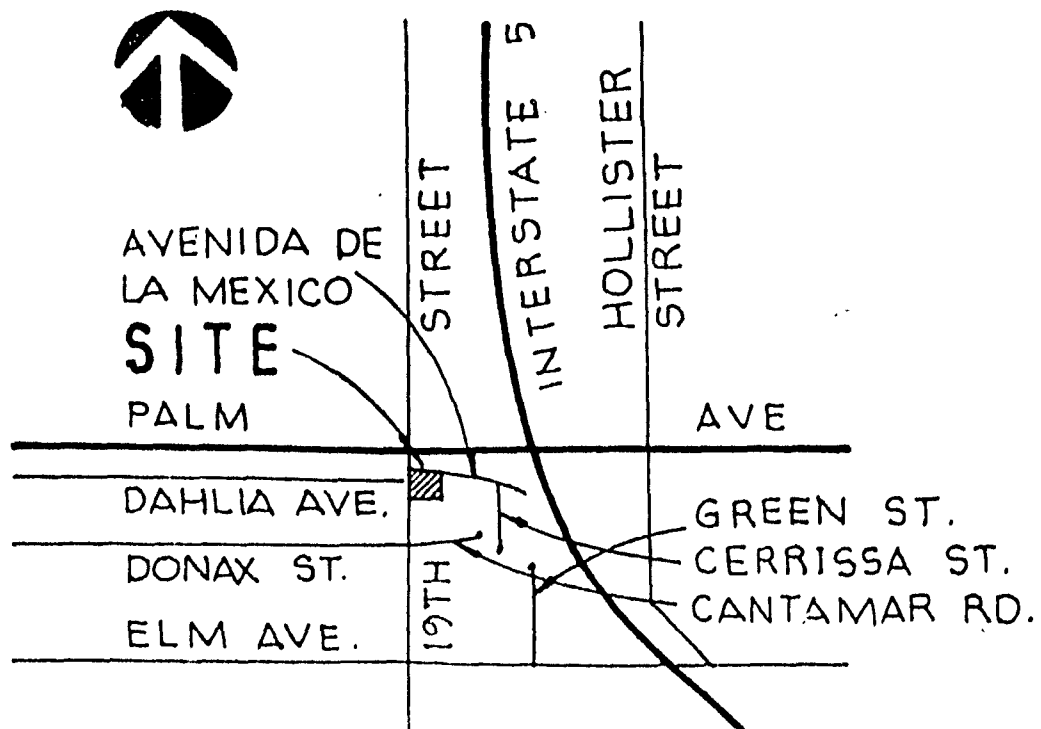 INTERSTATE 5
HOLLISTER
STREET
19TH STREET
AVENIDA DE
LA MEXICO
SITE
PALM AVE
DAHLIA AVE.
DONAX ST.
ELM AVE.
GREEN ST.
CERRISSA ST.
CANTAMAR RD.